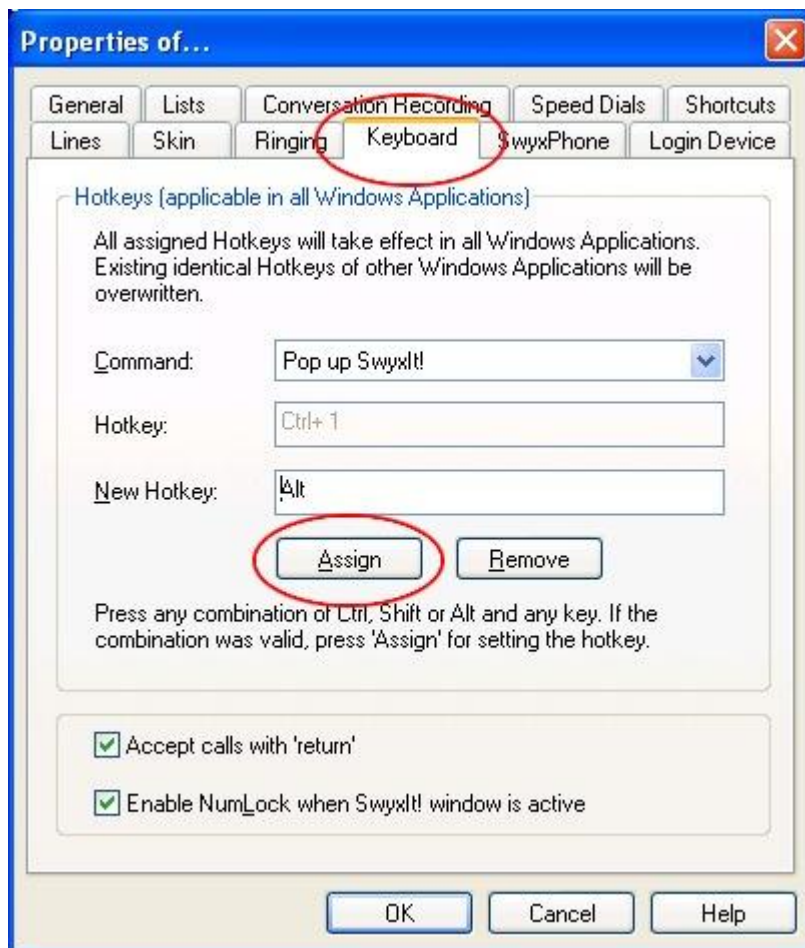 Properties of...
General Lists Conversation Recording Speed Dials Shortcuts
Lines Skin Ringing Keyboard SwyxPhone Login Device
Hotkeys (applicable in all Windows Applications)
All assigned Hotkeys will take effect in all Windows Applications.
Existing identical Hotkeys of other Windows Applications will be
overwritten.
Command: Pop up SwyxIt!
Hotkey: Ctrl+ 1
New Hotkey: Alt
Assign Remove
Press any combination of Ctrl, Shift or Alt and any key. If the
combination was valid, press 'Assign' for setting the hotkey.
Accept calls with 'return'
Enable NumLock when SwyxIt! window is active
OK Cancel Help